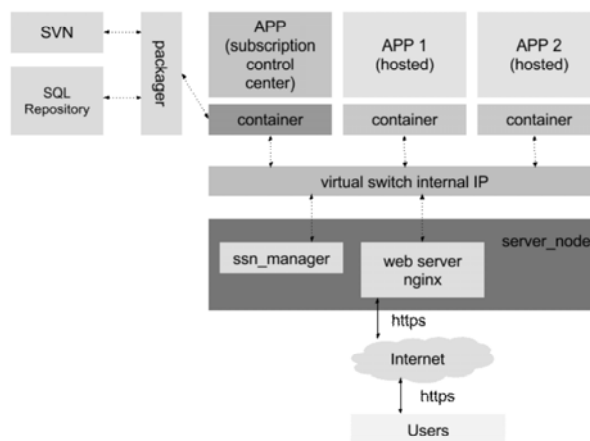 SVN
SQL
Repository
packager
APP
(subscription
control
center)
APP 1
(hosted)
APP 2
(hosted)
container
container
container
virtual switch internal IP
server_node
ssn_manager
web server
nginx
https
Internet
https
Users